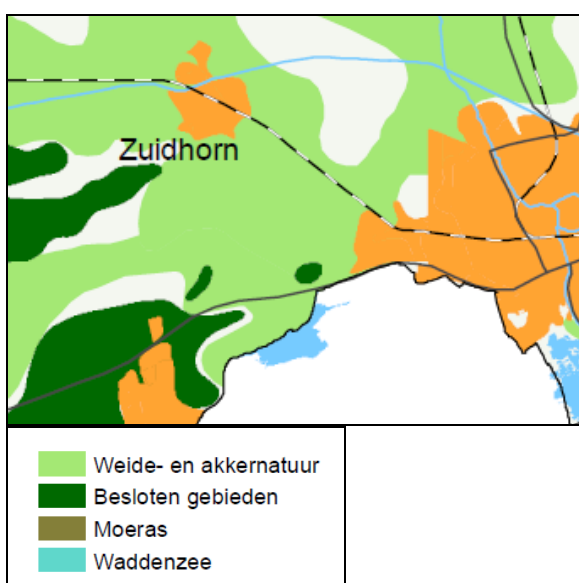 Zuidhorn
Weide- en akkernatuur
Besloten gebieden
Moeras
Waddenzee